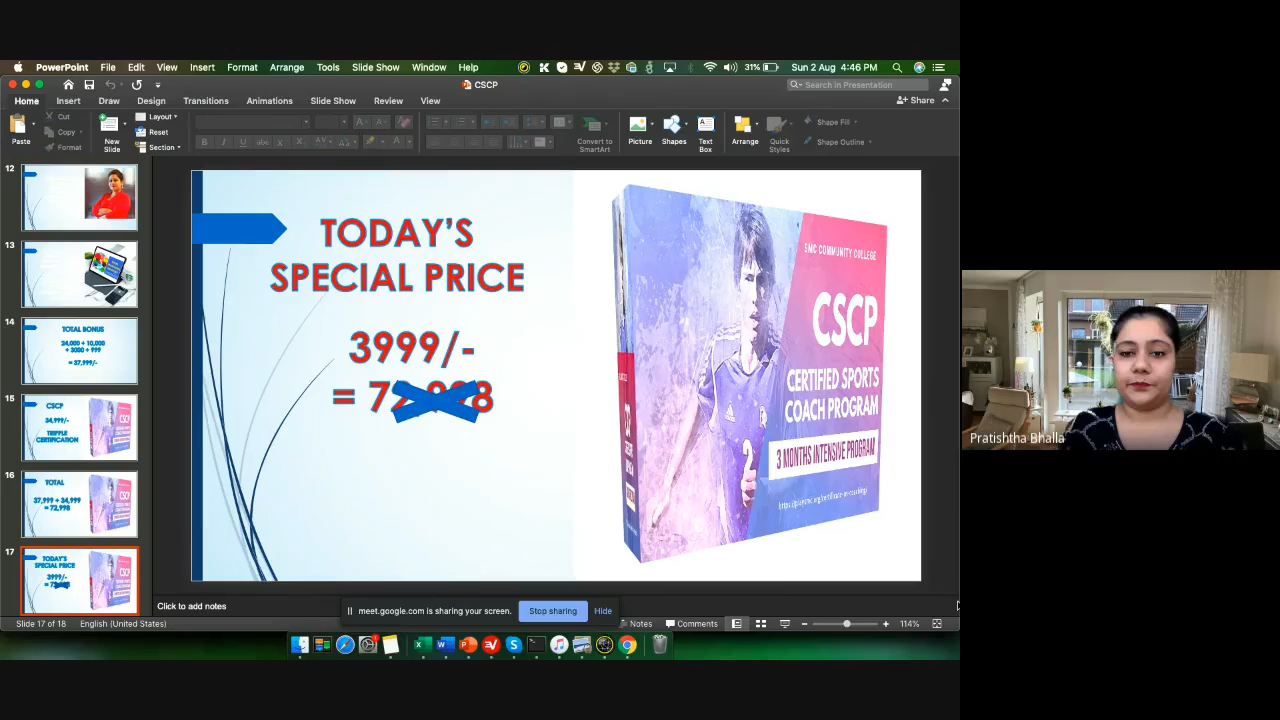 PowerPoint File Edit View Insert Format Arrange Tools Slide Show Window Help 31% Sun 2 Aug 4:46 PM
CSCP
Search in Presentation
Home Insert Draw Design Transitions Animations Slide Show Review View
Share
Paste
Cut
Copy
Format
New
Slide
Layout
Reset
Section
Convert to
SmartArt
Picture
Shapes
Text
Box
Arrange
Quick
Styles
Shape Fill
Shape Outline
12
13
14
TOTAL BONUS
24,000 + 10,000
+ 3000 + 999
= 37,999/-
15
CSCP
34,999/-
TRIPPLE
CERTIFICATION
16
TOTAL
37,999 + 34,999
= 72,998
17
TODAY'S
SPECIAL PRICE
3999/-
TODAY'S
SPECIAL PRICE
3999/-
= 72,998
SMC COMMUNITY COLLEGE
CSCP
CERTIFIED SPORTS
COACH PROGRAM
3 MONTHS INTENSIVE PROGRAM
Pratishtha Bhalla
Click to add notes
meet.google.com is sharing your screen. Stop sharing Hide
Slide 17 of 18 English (United States) Notes Comments 114%